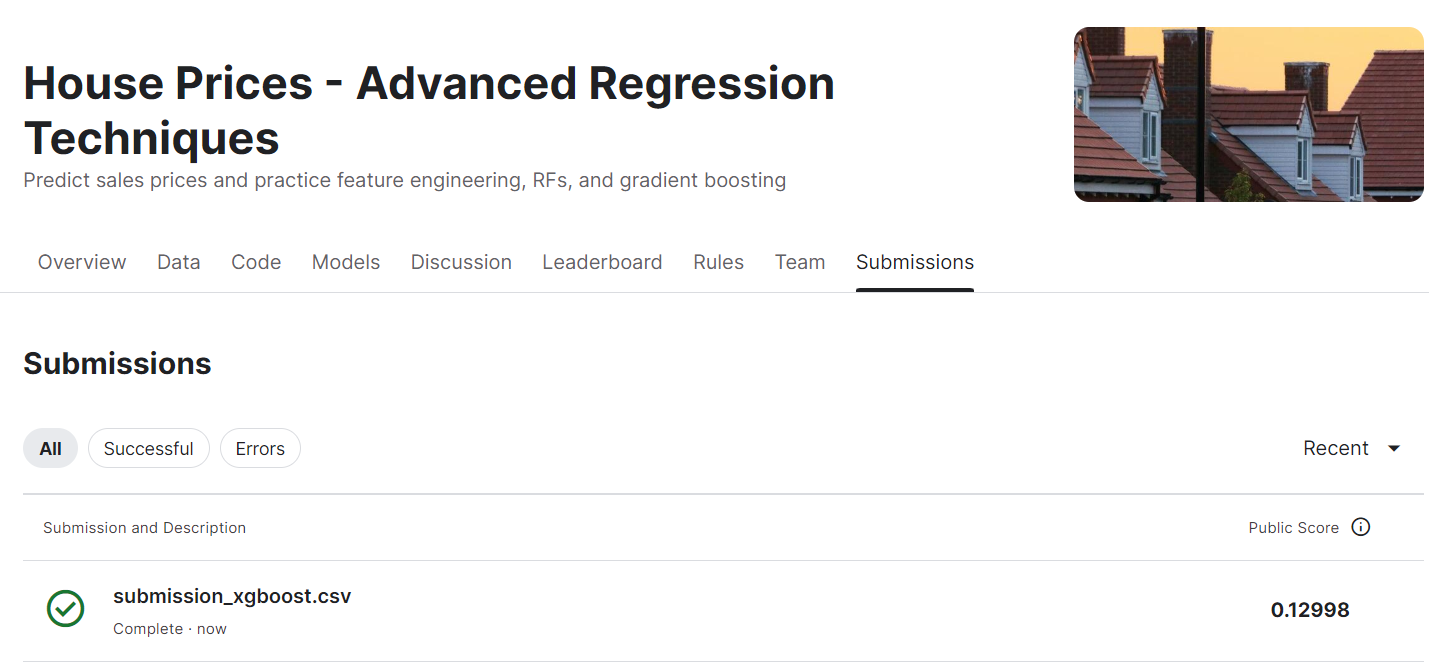 House Prices - Advanced Regression
Techniques
Predict sales prices and practice feature engineering, RFs, and gradient boosting
Overview Data Code Models Discussion Leaderboard Rules Team Submissions
Submissions
All Successful Errors Recent
Submission and Description Public Score
submission_xgboost.csv
Complete · now
0.12998